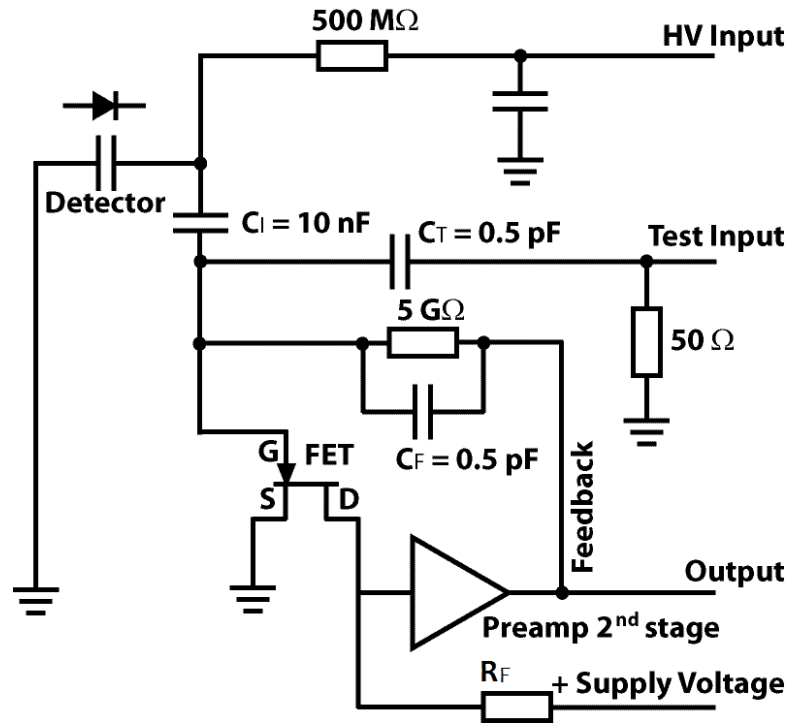 500 MΩ
HV Input
Detector
CI = 10 nF
CT = 0.5 pF
Test Input
5 GΩ
50 Ω
CF = 0.5 pF
G
FET
S
D
Feedback
Output
Preamp 2nd stage
RF
+ Supply Voltage